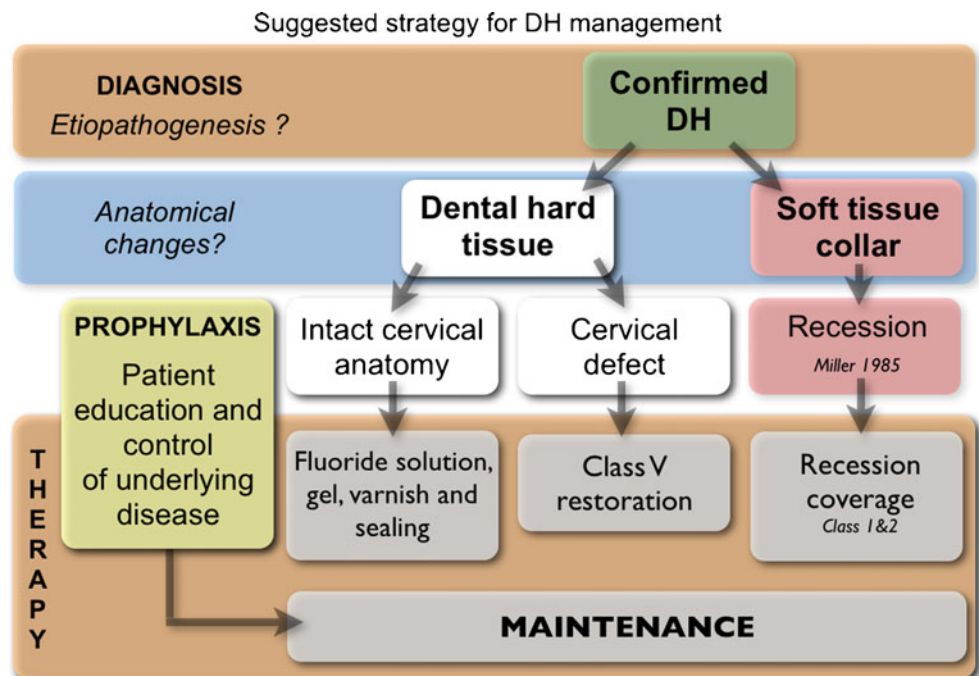 Suggested strategy for DH management
DIAGNOSIS
Etiopathogenesis ?
Confirmed
DH
Anatomical
changes?
Dental hard
tissue
Soft tissue
collar
PROPHYLAXIS
Patient
education and
control
of underlying
disease
Intact cervical
anatomy
Cervical
defect
Recession
Miller 1985
THERAPY
Fluoride solution,
gel, varnish and
sealing
Class V
restoration
Recession
coverage
Class 1&2
MAINTENANCE